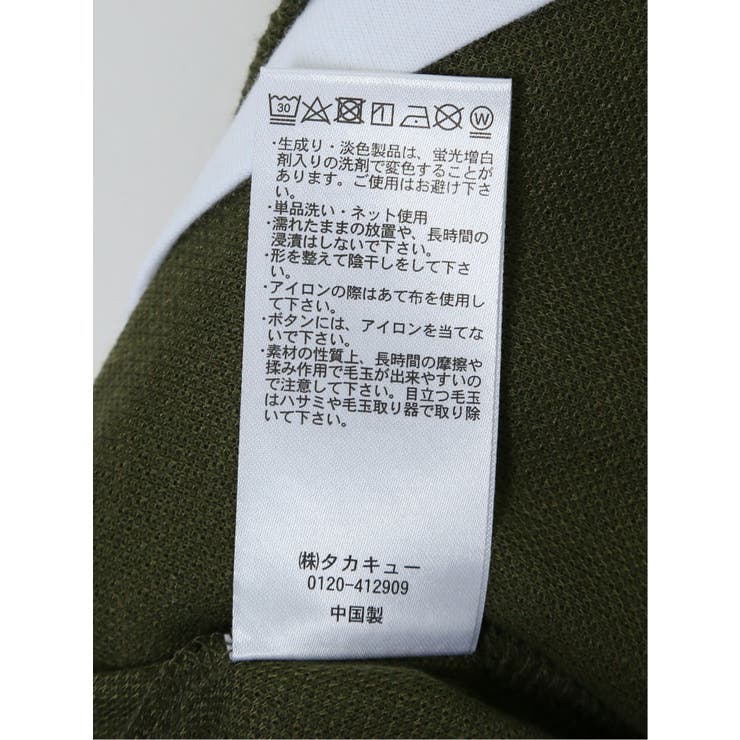 30 W
・生成り・淡色製品は、蛍光増白
剤入りの洗剤で変色することが
あります。ご使用はお避け下さ
い。
・単品洗い・ネット使用
・濡れたままの放置や、長時間の
浸漬はしないで下さい。
・形を整えて陰干しをして下さ
い。
・アイロンの際はあて布を使用し
て下さい。
・ボタンには、アイロンを当てな
いで下さい。
・素材の性質上、長時間の摩擦や
揉み作用で毛玉が出来やすいの
で注意して下さい。目立つ毛玉
はハサミや毛玉取り器で取り除
いて下さい。
㈱タカキュー
0120-412909
中国製